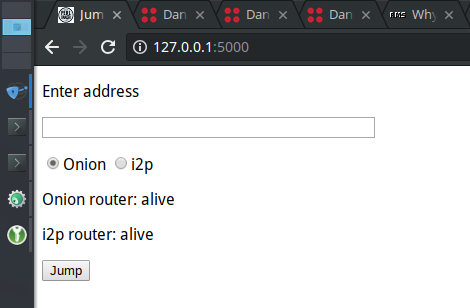 Jum
Dan
Dan
Dan
Why
127.0.0.1:5000
Enter address
Onion i2p
Onion router: alive
i2p router: alive
Jump